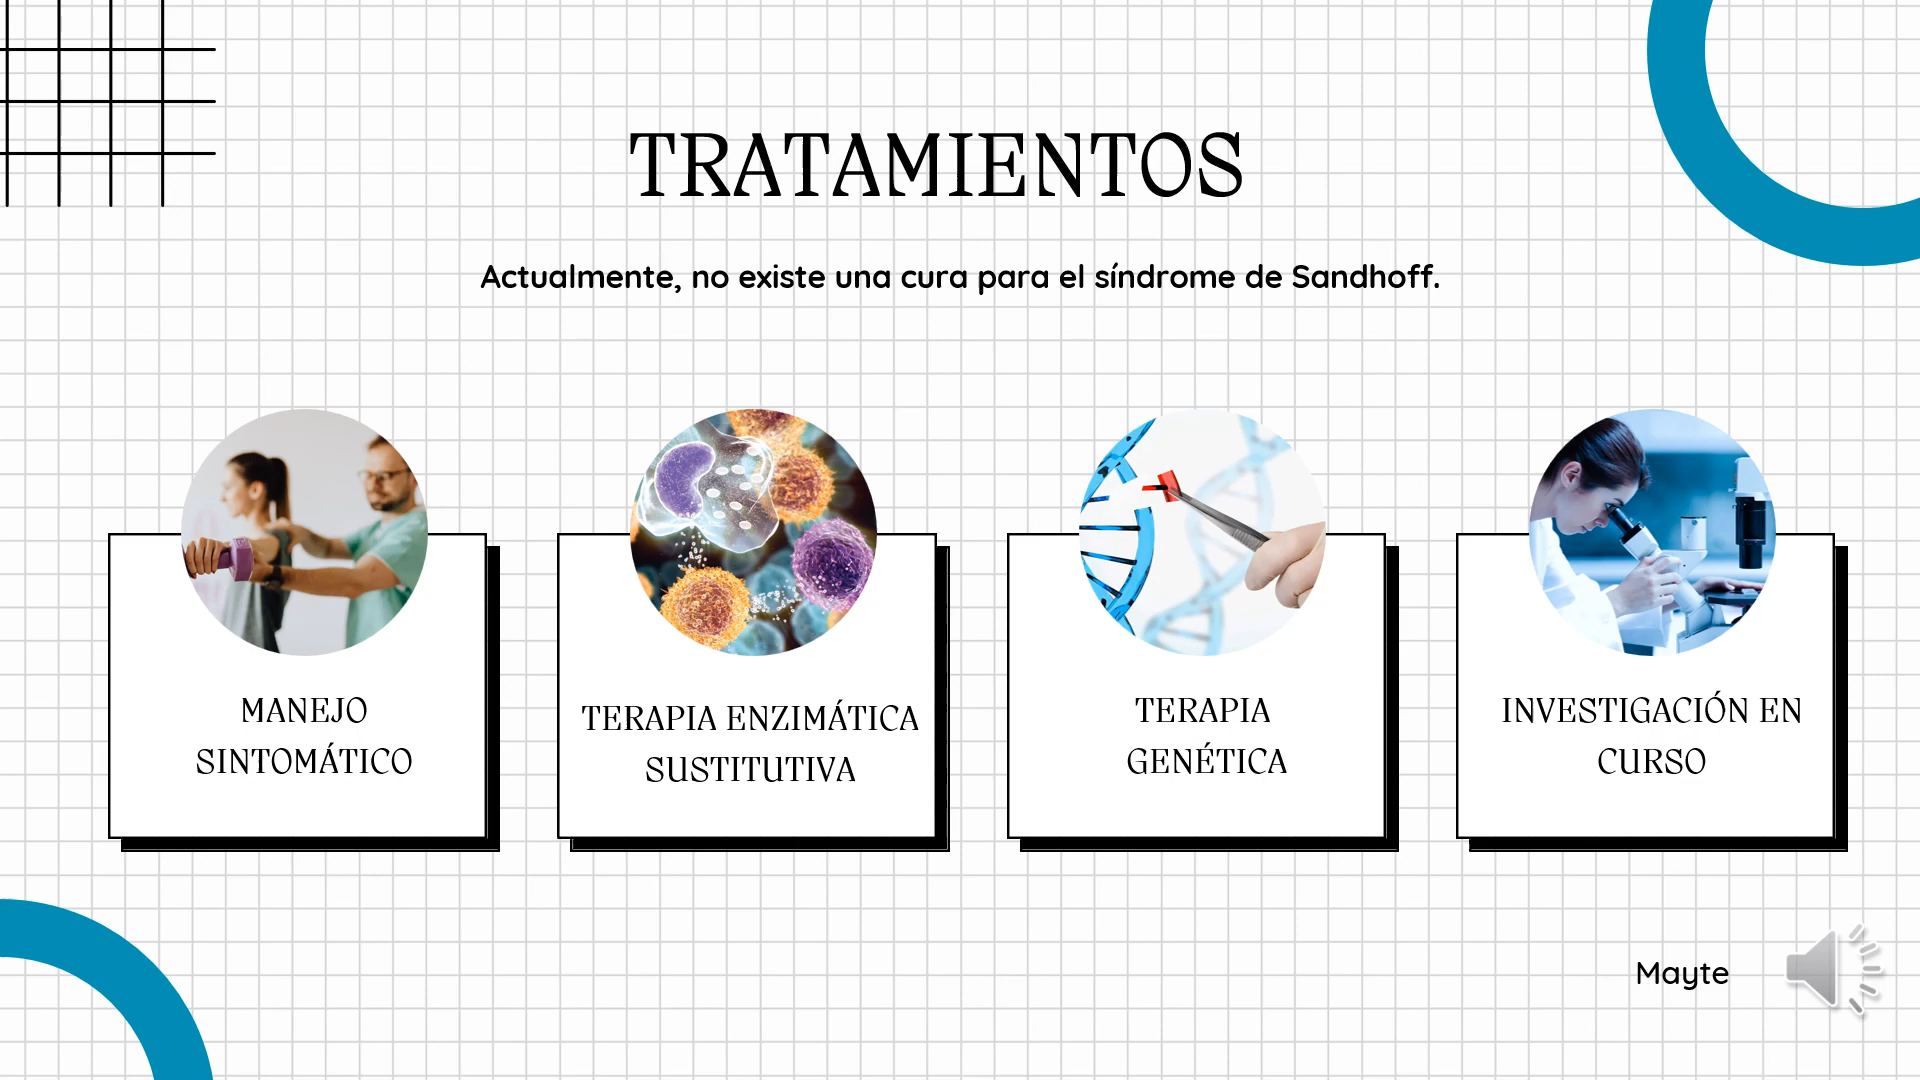 TRATAMIENTOS
Actualmente, no existe una cura para el síndrome de Sandhoff.
MANEJO
SINTOMÁTICO
TERAPIA ENZIMÁTICA
SUSTITUTIVA
TERAPIA
GENÉTICA
INVESTIGACIÓN EN
CURSO
Mayte